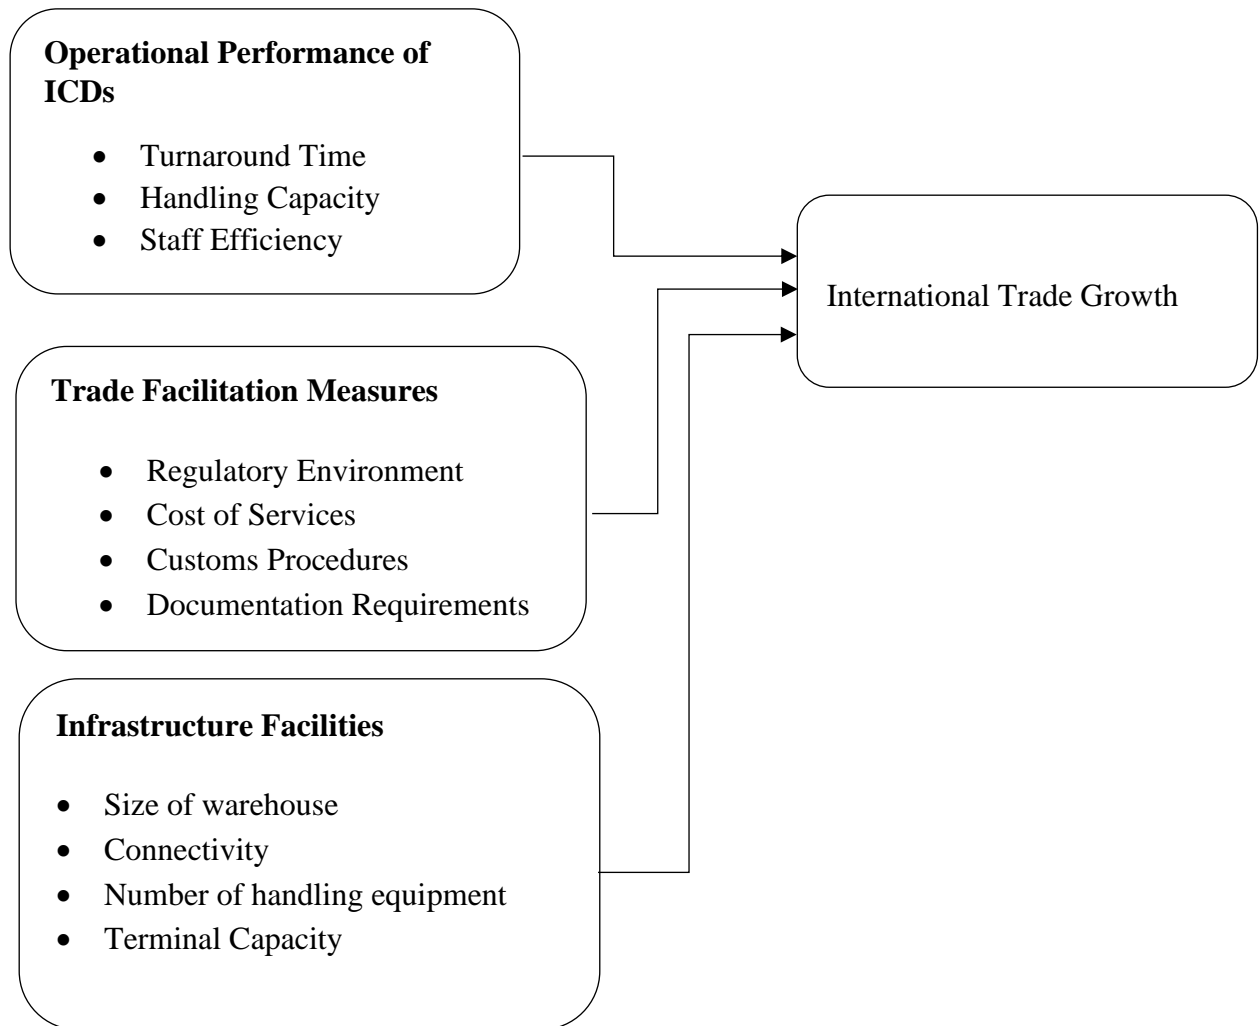 Operational Performance of
ICDs
• Turnaround Time
• Handling Capacity
• Staff Efficiency
International Trade Growth
Trade Facilitation Measures
• Regulatory Environment
• Cost of Services
• Customs Procedures
• Documentation Requirements
Infrastructure Facilities
• Size of warehouse
• Connectivity
• Number of handling equipment
• Terminal Capacity